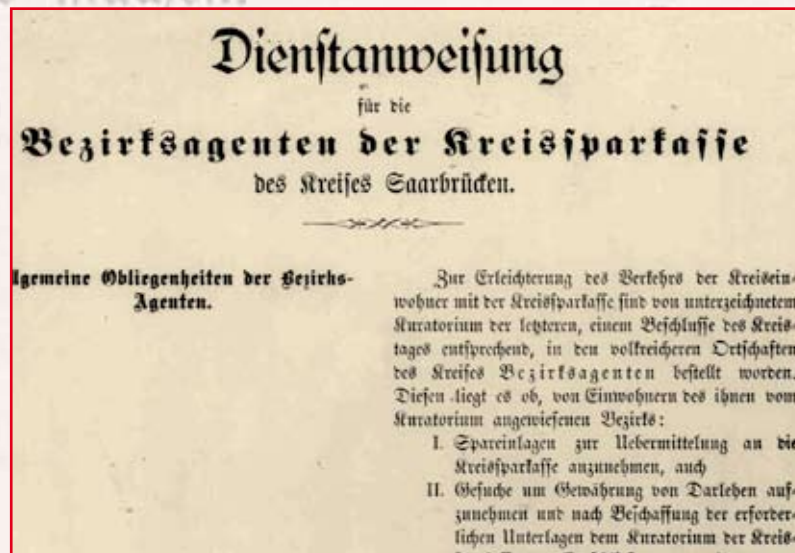 Dienſtanweiſung
für die
Bezirksagenten der Kreisſparkaſſe
des Kreiſes Saarbrücken.
lgemeine Obliegenheiten der Bezirks-
Agenten.
Zur Erleichterung des Verkehrs der Kreisein-
wohner mit der Kreisſparkaſſe ſind von unterzeichnetem
Kuratorium der letzteren, einem Beſchluſſe des Kreis-
tages entſprechend, in den volkreicheren Ortſchaften
des Kreiſes Bezirksagenten beſtellt worden.
Dieſen liegt es ob, von Einwohnern des ihnen vom
Kuratorium angewieſenen Bezirks:
I. Spareinlagen zur Uebermittelung an die
Kreisſparkaſſe anzunehmen, auch
II. Geſuche um Gewährung von Darlehen auf-
zunehmen und nach Beſchaffung der erforder-
lichen Unterlagen dem Kuratorium der Kreis-